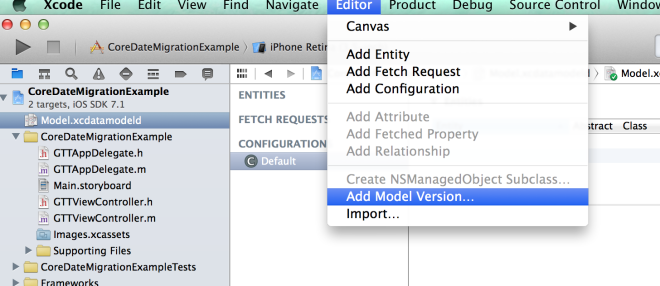 Xcode File Edit View Find Navigate Editor Product Debug Source Control Window
CoreDateMigrationExample iPhone Retin
Canvas
Add Entity
Add Fetch Request
Add Configuration
Add Attribute
Add Fetched Property
Add Relationship
Create NSManagedObject Subclass...
Add Model Version...
Import...
CoreDateMigrationExample
2 targets, iOS SDK 7.1
Model.xcdatamodeld
CoreDateMigrationExample
GTTAppDelegate.h
GTTAppDelegate.m
Main.storyboard
GTTViewController.h
GTTViewController.m
Images.xcassets
Supporting Files
CoreDateMigrationExampleTests
Frameworks
ENTITIES
FETCH REQUESTS
CONFIGURATION
C Default
Model.xc
Class